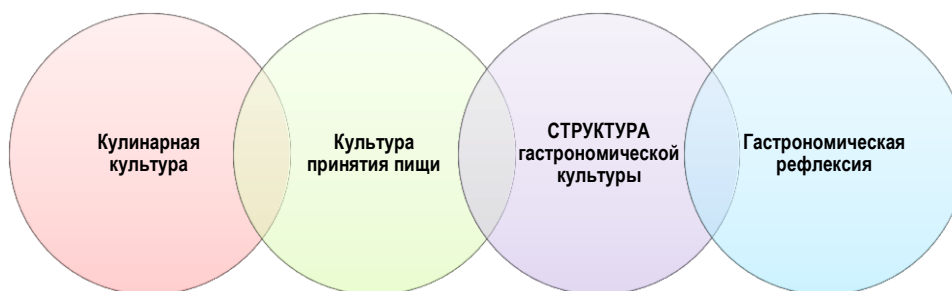 Кулинарная
культура
Культура
принятия пищи
СТРУКТУРА
гастрономической
культуры
Гастрономическая
рефлексия